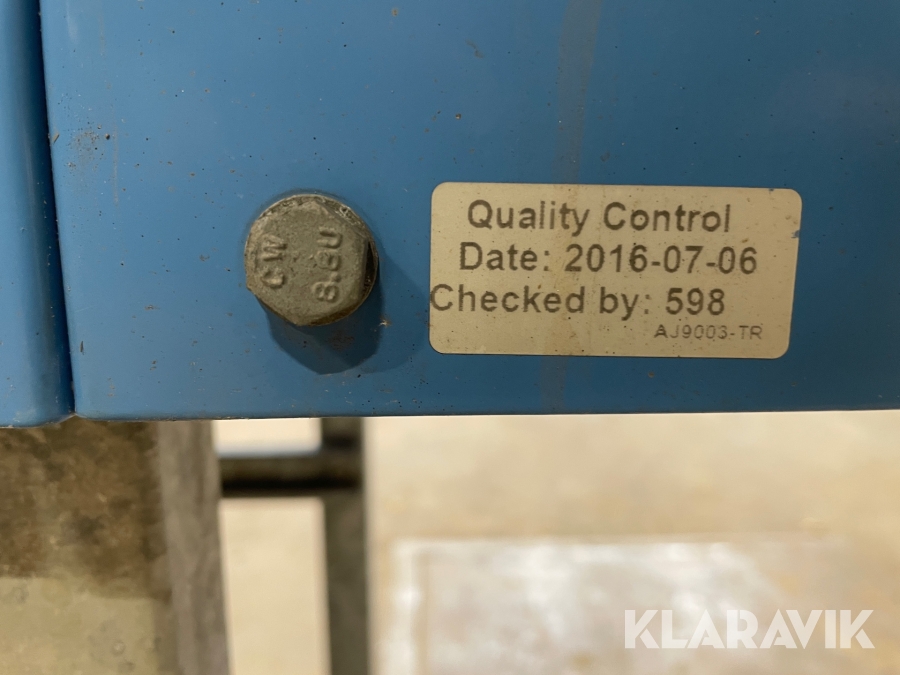 CW
8.8U
Quality Control
Date: 2016-07-06
Checked by: 598
AJ9003-TR
KLARAVIK